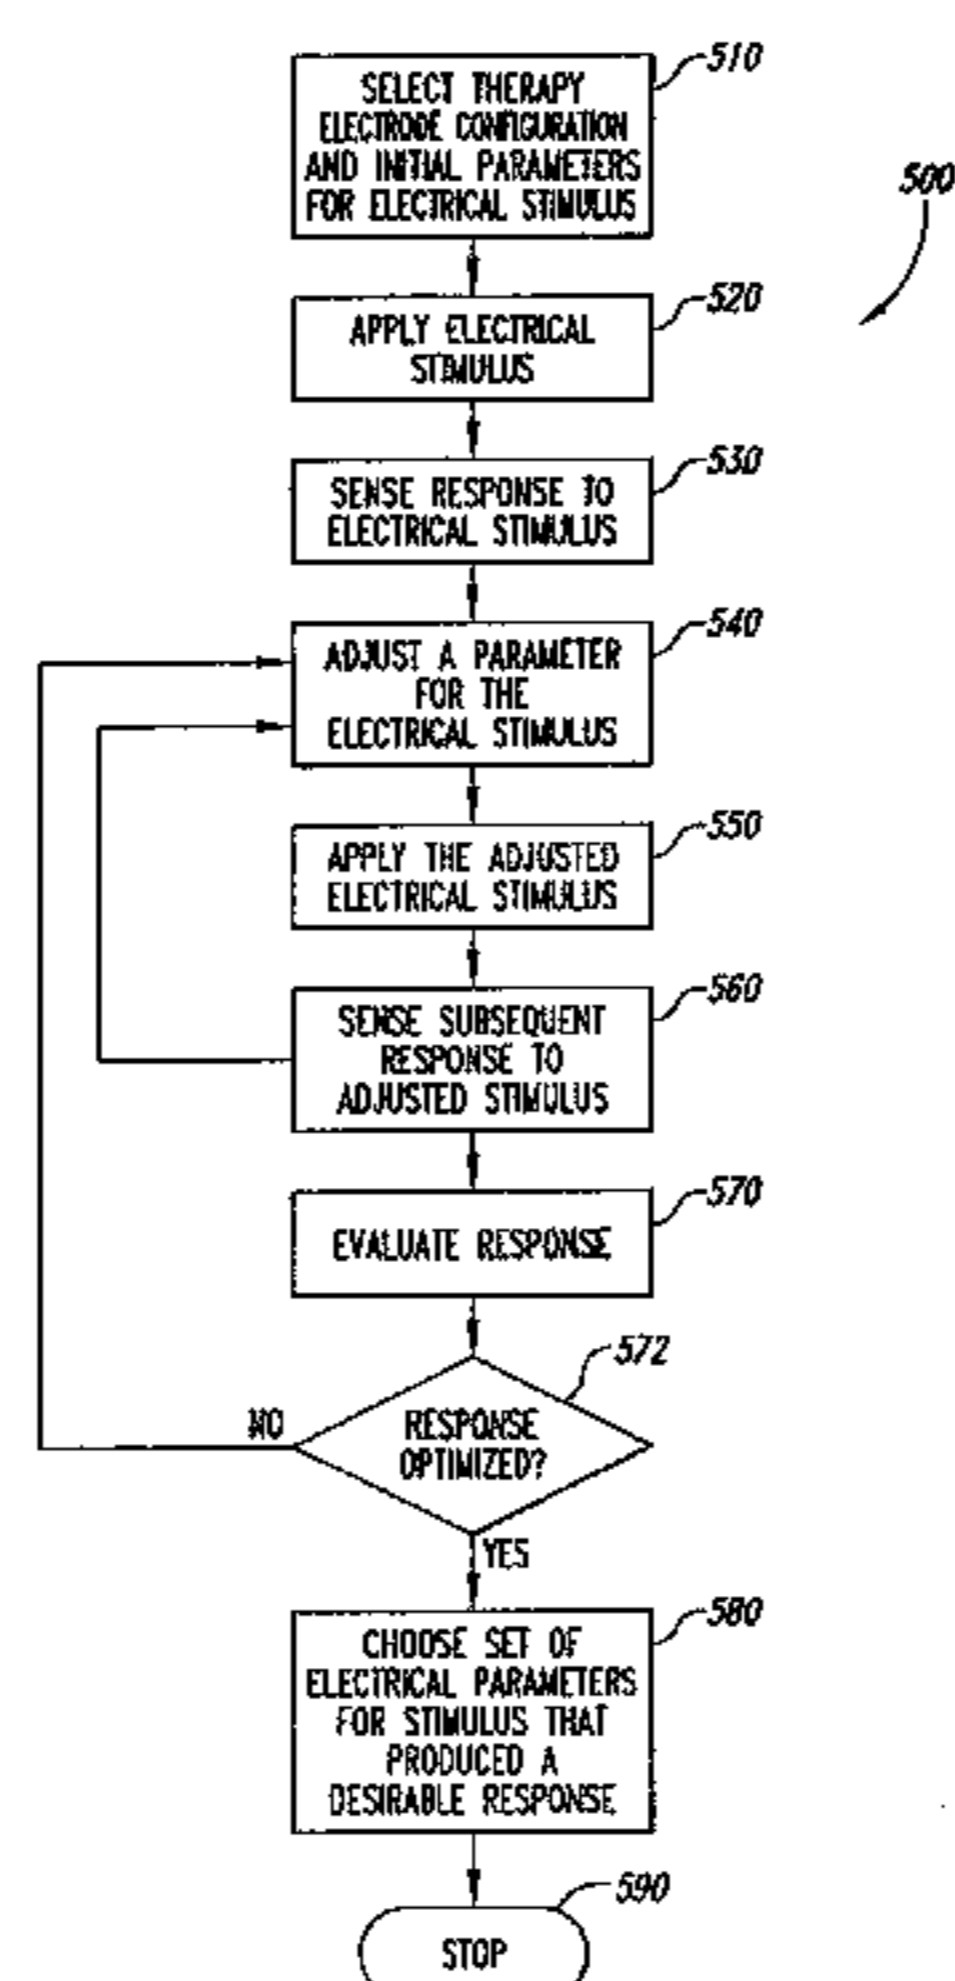 510
SELECT THERAPY
ELECTRODE CONFIGURATION
AND INITIAL PARAMETERS
FOR ELECTRICAL STIMULUS
500
520
APPLY ELECTRICAL
STIMULUS
530
SENSE RESPONSE TO
ELECTRICAL STIMULUS
540
ADJUST A PARAMETER
FOR THE
ELECTRICAL STIMULUS
550
APPLY THE ADJUSTED
ELECTRICAL STIMULUS
560
SENSE SUBSEQUENT
RESPONSE TO
ADJUSTED STIMULUS
570
EVALUATE RESPONSE
572
NO
RESPONSE
OPTIMIZED?
YES
580
CHOOSE SET OF
ELECTRICAL PARAMETERS
FOR STIMULUS THAT
PRODUCED A
DESIRABLE RESPONSE
590
STOP